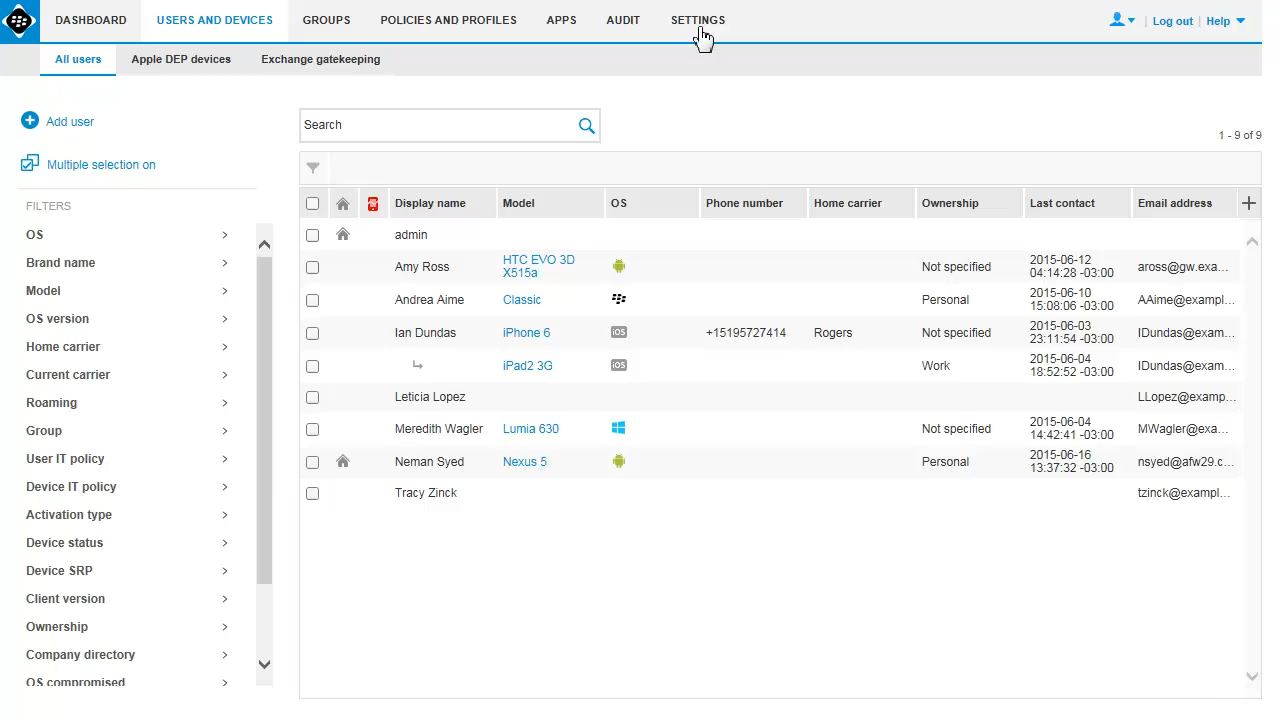 DASHBOARD USERS AND DEVICES GROUPS POLICIES AND PROFILES APPS AUDIT SETTINGS Log out Help
All users Apple DEP devices Exchange gatekeeping
Add user
Multiple selection on
FILTERS
OS
Brand name
Model
OS version
Home carrier
Current carrier
Roaming
Group
User IT policy
Device IT policy
Activation type
Device status
Device SRP
Client version
Ownership
Company directory
OS compromised
Search
1 - 9 of 9
Display name Model OS Phone number Home carrier Ownership Last contact Email address
admin
Amy Ross HTC EVO 3D X515a Not specified 2015-06-12 04:14:28 -03:00 aross@gw.exa...
Andrea Aime Classic Personal 2015-06-10 15:08:06 -03:00 AAime@exampl...
Ian Dundas iPhone 6 iOS +15195727414 Rogers Not specified 2015-06-03 23:11:54 -03:00 IDundas@exam...
iPad2 3G iOS Work 2015-06-04 18:52:52 -03:00 IDundas@exam...
Leticia Lopez LLopez@examp...
Meredith Wagler Lumia 630 Not specified 2015-06-04 14:42:41 -03:00 MWagler@exa...
Neman Syed Nexus 5 Personal 2015-06-16 13:37:32 -03:00 nsyed@afw29.c...
Tracy Zinck tzinck@exampl...